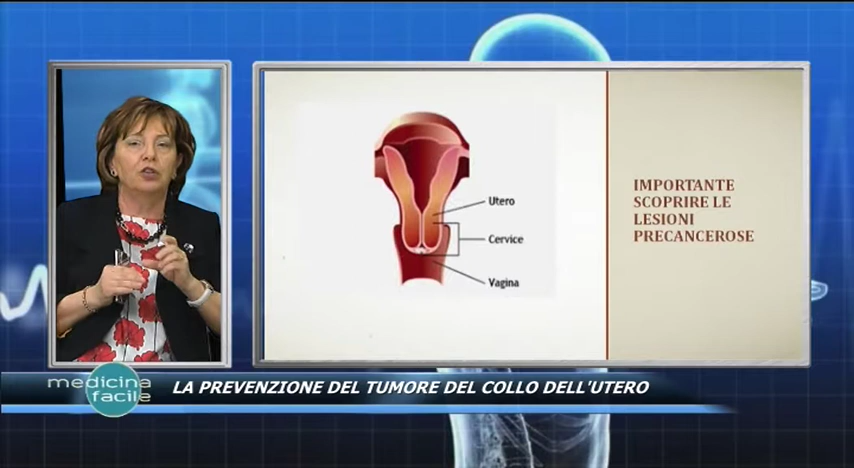 Utero
Cervice
Vagina
IMPORTANTE
SCOPRIRE LE
LESIONI
PRECANCEROSE
medicina
facile
LA PREVENZIONE DEL TUMORE DEL COLLO DELL'UTERO